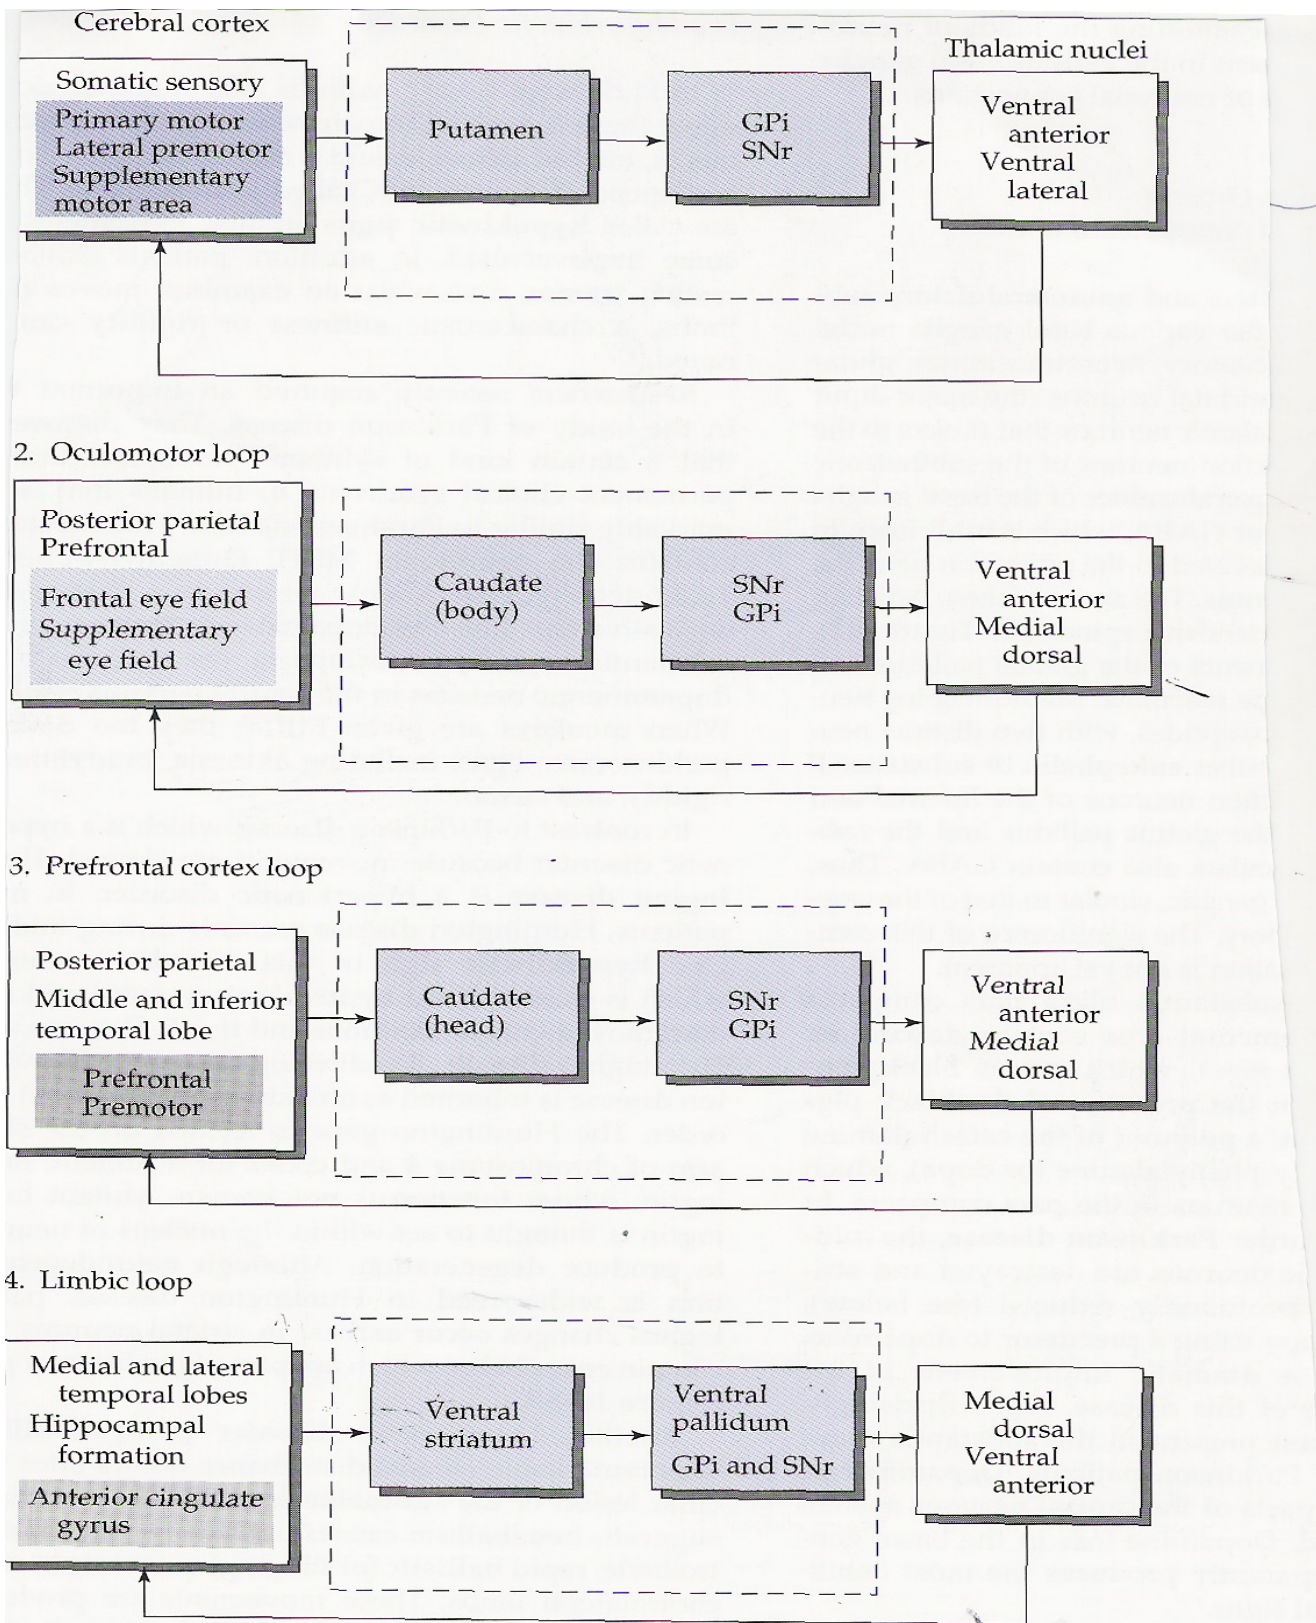 Cerebral cortex
Thalamic nuclei
Somatic sensory
Primary motor
Lateral premotor
Supplementary
motor area
Putamen
GPi
SNr
Ventral
anterior
Ventral
lateral
2. Oculomotor loop
Posterior parietal
Prefrontal
Frontal eye field
Supplementary
eye field
Caudate
(body)
SNr
GPi
Ventral
anterior
Medial
dorsal
3. Prefrontal cortex loop
Posterior parietal
Middle and inferior
temporal lobe
Prefrontal
Premotor
Caudate
(head)
SNr
GPi
Ventral
anterior
Medial
dorsal
4. Limbic loop
Medial and lateral
temporal lobes
Hippocampal
formation
Anterior cingulate
gyrus
Ventral
striatum
Ventral
pallidum
GPi and SNr
Medial
dorsal
Ventral
anterior